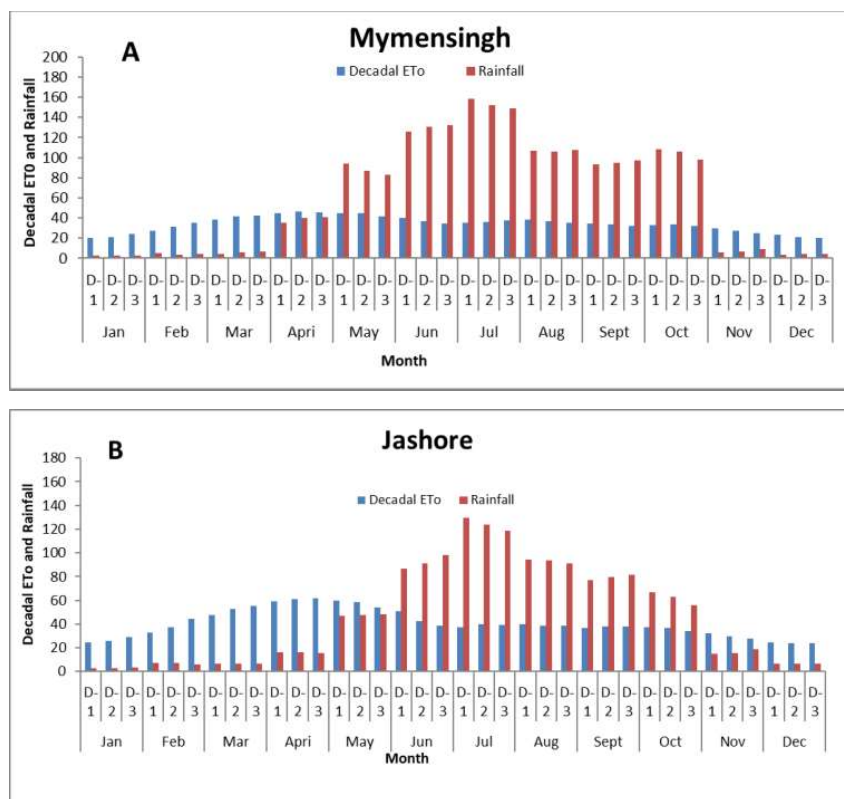 A
Mymensingh
Decadal ETo Rainfall
Decadal ET0 and Rainfall
200
180
160
140
120
100
80
60
40
20
0
D-1 D-2 D-3 D-1 D-2 D-3 D-1 D-2 D-3 D-1 D-2 D-3 D-1 D-2 D-3 D-1 D-2 D-3 D-1 D-2 D-3 D-1 D-2 D-3 D-1 D-2 D-3 D-1 D-2 D-3 D-1 D-2 D-3 D-1 D-2 D-3
Jan Feb Mar Apri May Jun Jul Aug Sept Oct Nov Dec
Month
B
Jashore
Decadal ETo Rainfall
Decadal ETo and Rainfall
180
160
140
120
100
80
60
40
20
0
D-1 D-2 D-3 D-1 D-2 D-3 D-1 D-2 D-3 D-1 D-2 D-3 D-1 D-2 D-3 D-1 D-2 D-3 D-1 D-2 D-3 D-1 D-2 D-3 D-1 D-2 D-3 D-1 D-2 D-3 D-1 D-2 D-3 D-1 D-2 D-3
Jan Feb Mar Apri May Jun Jul Aug Sept Oct Nov Dec
Month